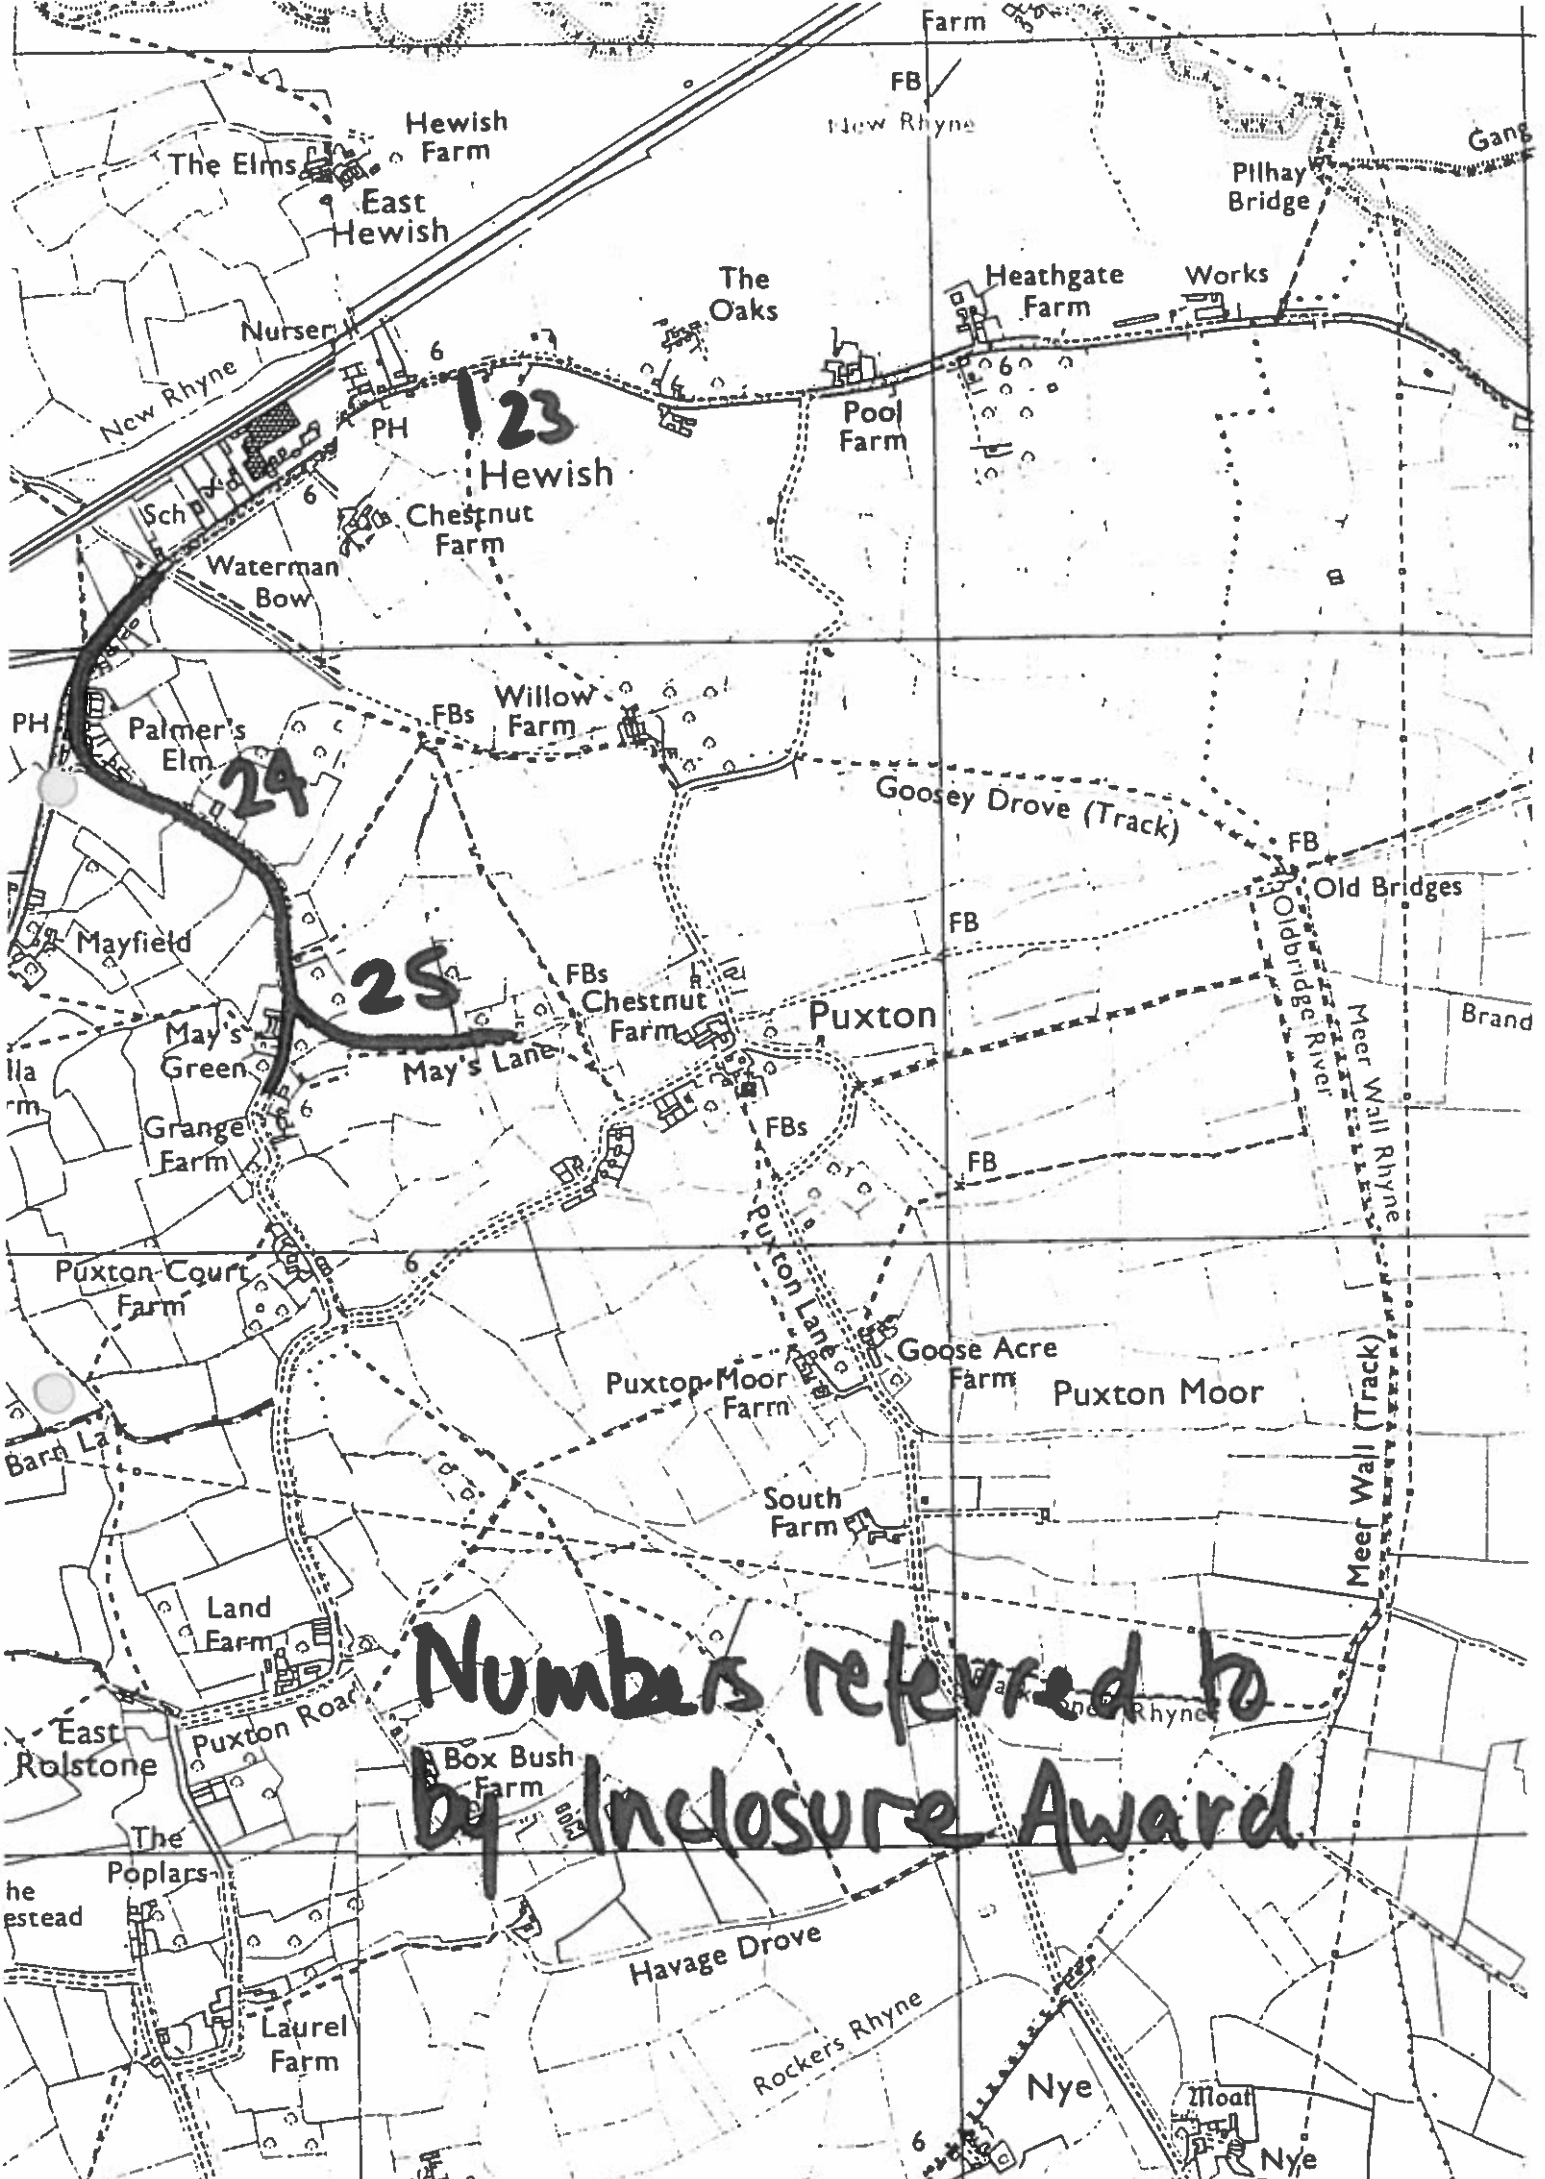 Farm
FB
New Rhyne
Hewish
Farm
The Elms
East
Hewish
Gang
Pilhay
Bridge
The
Oaks
Heathgate
Farm
Works
Nurser
6
New Rhyne
PH
23
Pool
Farm
6
Hewish
Sch
6
Chestnut
Farm
Waterman
Bow
PH
Palmer's
Elm
FBs
Willow
Farm
24
Goosey Drove (Track)
FB
Old Bridges
FB
Mayfield
25
FBs
Chestnut
Farm
Puxton
Oldbridge River
Meer Wall Rhyne
Brand
May's
Green
lla
rm
May's Lane
6
Grange
Farm
FBs
FB
Puxton Lane
Puxton Court
Farm
6
Goose Acre
Farm
Puxton Moor
Farm
Puxton Moor
Meer Wall (Track)
Barn La
South
Farm
Land
Farm
Numbers referred to
Rhyne
East
Rolstone
Puxton Road
Box Bush
Farm
by Inclosure Award
The
Poplars
he
estead
Havage Drove
Laurel
Farm
Rockers Rhyne
Nye
Moat
6
Nye